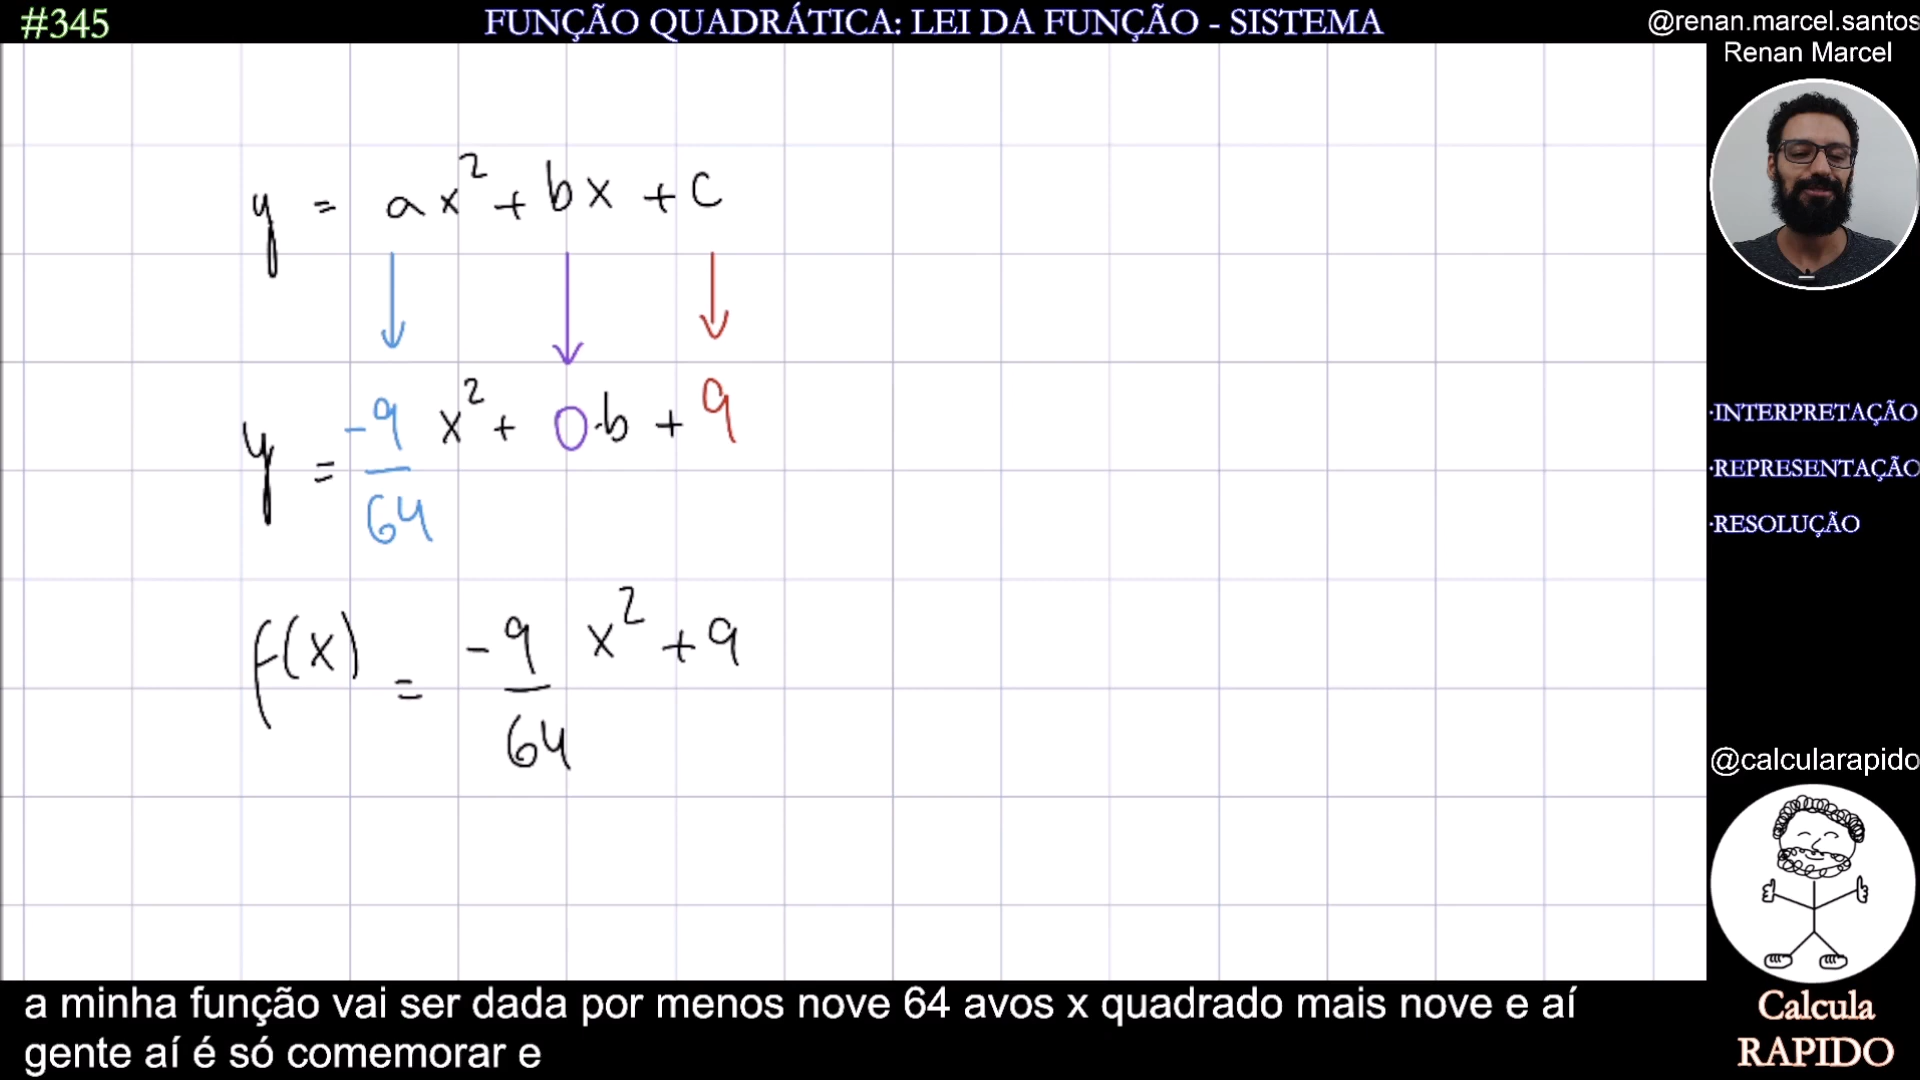 #345
FUNÇÃO QUADRÁTICA: LEI DA FUNÇÃO - SISTEMA
@renan.marcel.santos
Renan Marcel
y = ax² + bx + c
y = -9/64 x² + 0·b + 9
f(x) = -9/64 x² + 9
·INTERPRETAÇÃO
·REPRESENTAÇÃO
·RESOLUÇÃO
@calcularapido
Calcula
RAPIDO
a minha função vai ser dada por menos nove 64 avos x quadrado mais nove e aí
gente aí é só comemorar e